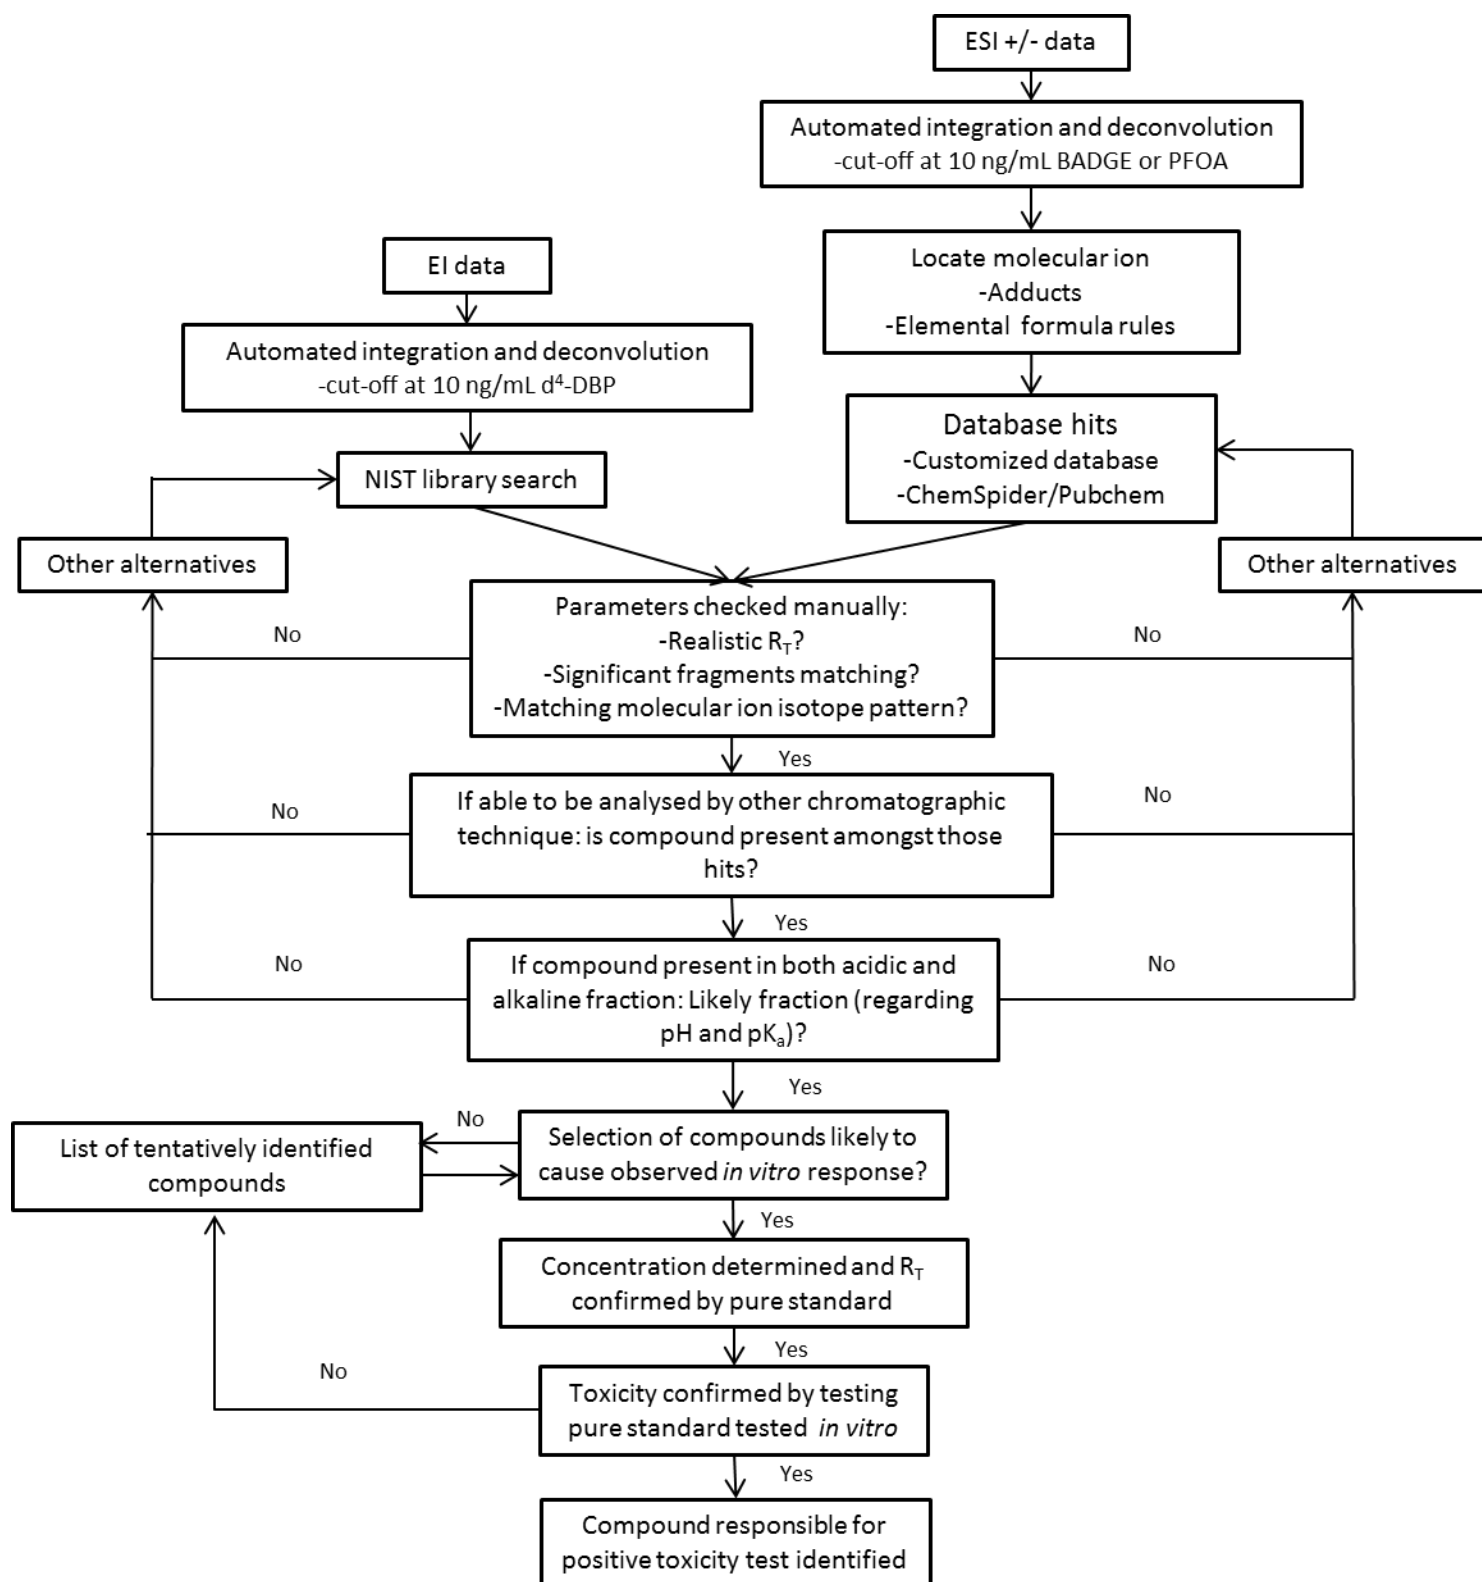 ESI +/- data
Automated integration and deconvolution
-cut-off at 10 ng/mL BADGE or PFOA
Locate molecular ion
-Adducts
-Elemental formula rules
EI data
Automated integration and deconvolution
-cut-off at 10 ng/mL d⁴-DBP
Database hits
-Customized database
-ChemSpider/Pubchem
NIST library search
Other alternatives
Other alternatives
Parameters checked manually:
-Realistic R_T?
-Significant fragments matching?
-Matching molecular ion isotope pattern?
No
No
Yes
If able to be analysed by other chromatographic
technique: is compound present amongst those
hits?
No
No
Yes
If compound present in both acidic and
alkaline fraction: Likely fraction (regarding
pH and pKₐ)?
No
No
Yes
Selection of compounds likely to
cause observed in vitro response?
No
List of tentatively identified
compounds
Yes
Concentration determined and R_T
confirmed by pure standard
Yes
Toxicity confirmed by testing
pure standard tested in vitro
No
Yes
Compound responsible for
positive toxicity test identified